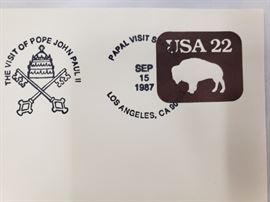 THE VISIT OF POPE JOHN PAUL II
PAPAL VISIT
SEP
15
1987
LOS ANGELES, CA
USA 22